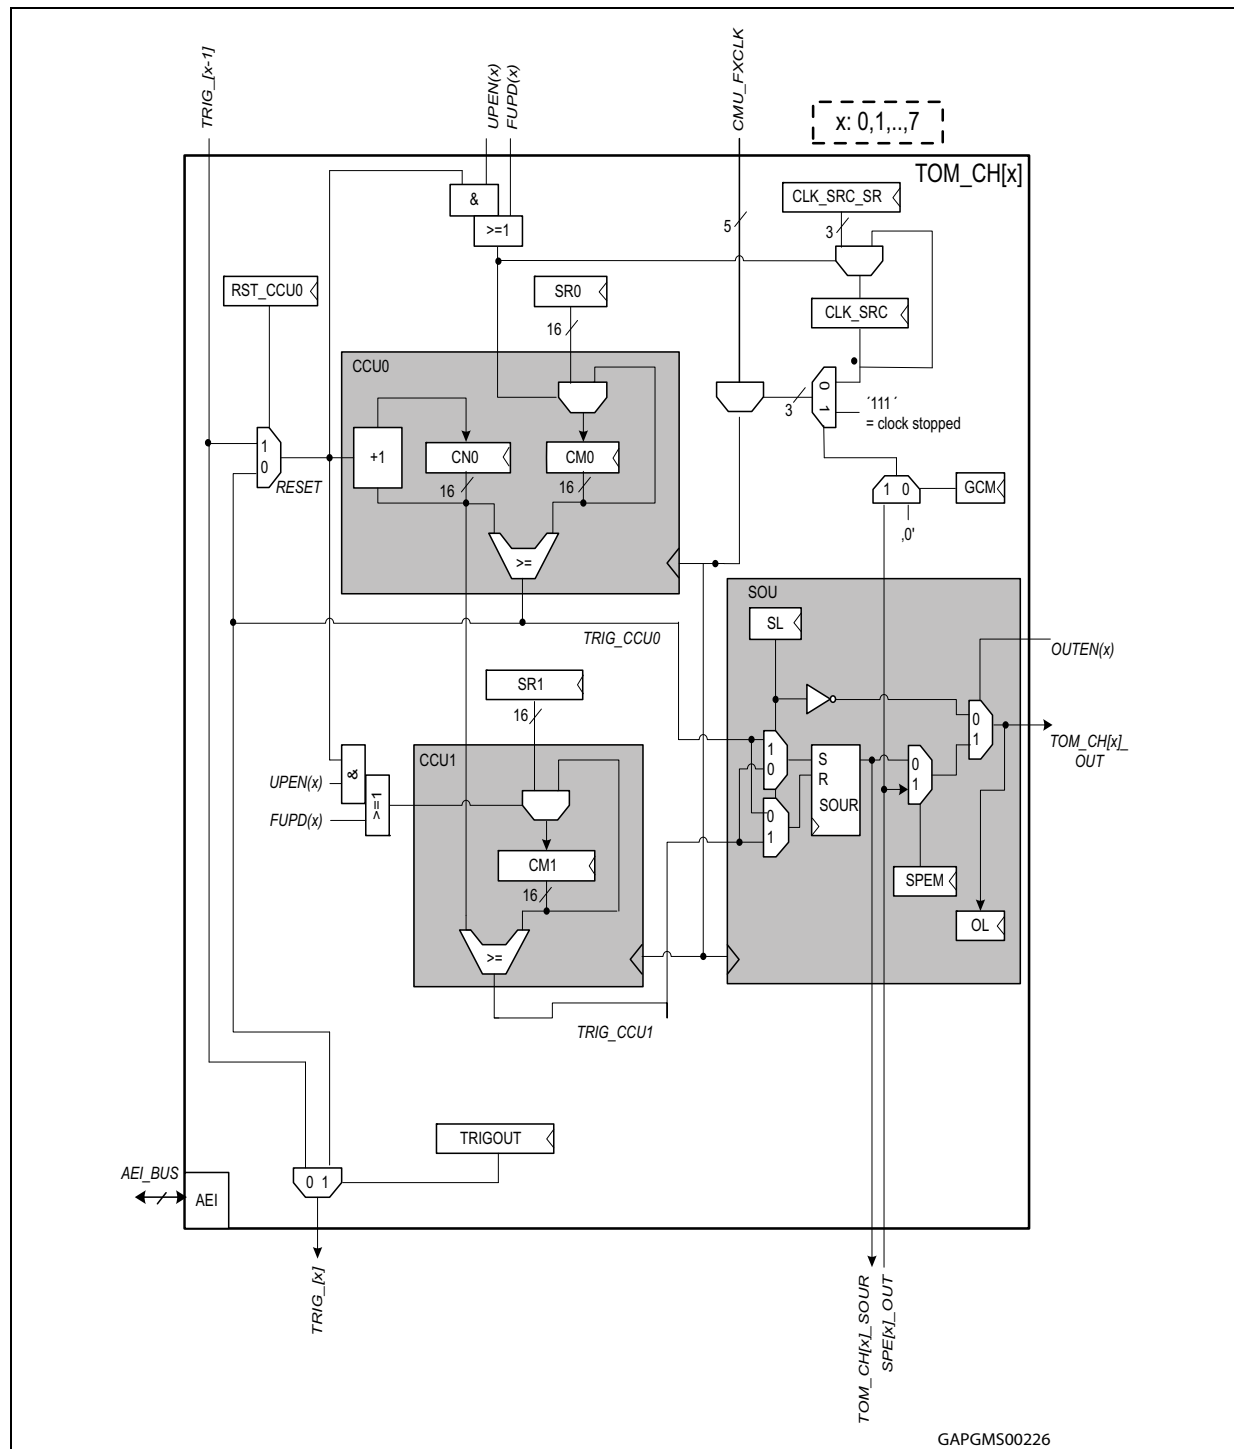 TRIG_[x-1]
UPEN(x)
FUPD(x)
CMU_FXCLK
x: 0,1,..,7
TOM_CH[x]
&
>=1
5
CLK_SRC_SR
3
RST_CCU0
SR0
16
CLK_SRC
CCU0
0
1
3
´111´
= clock stopped
+1
CN0
CM0
16
16
1
0
RESET
>=
1 0
GCM
,0'
SOU
SL
TRIG_CCU0
OUTEN(x)
SR1
16
0
1
TOM_CH[x]_
OUT
CCU1
&
UPEN(x)
>=1
FUPD(x)
1
0
S
R
SOUR
0
1
0
1
CM1
16
SPEM
OL
>=
TRIG_CCU1
TRIGOUT
AEI_BUS
AEI
0 1
TRIG_[x]
TOM_CH[x]_SOUR
SPE[x]_OUT
GAPGMS00226